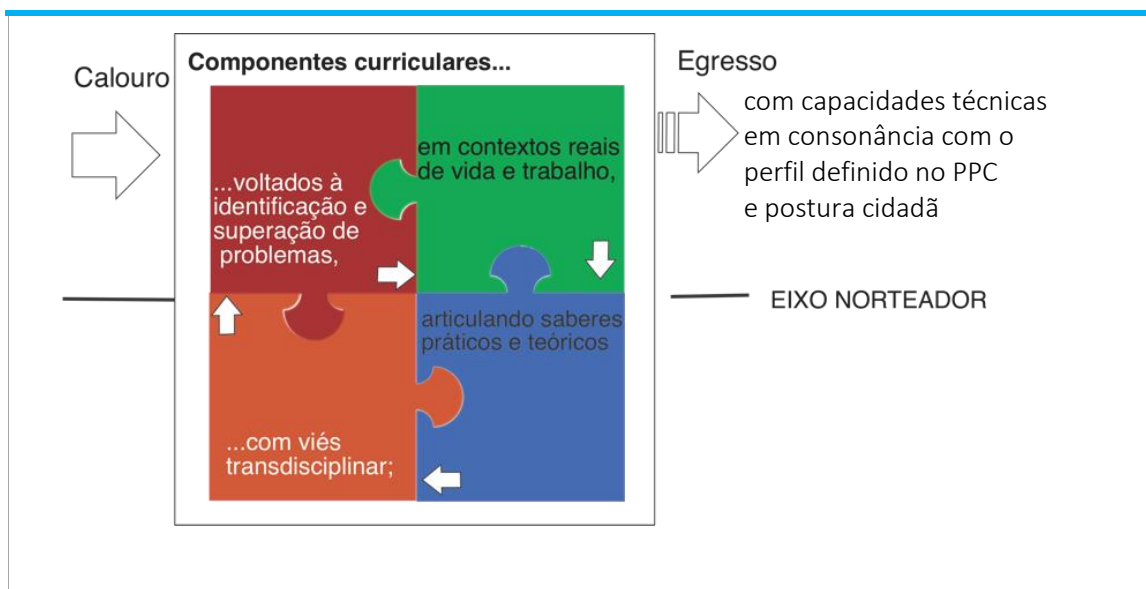 Calouro
Componentes curriculares...
...voltados à
identificação e
superação de
problemas,
em contextos reais
de vida e trabalho,
articulando saberes
práticos e teóricos
...com viés
transdisciplinar;
Egresso
com capacidades técnicas
em consonância com o
perfil definido no PPC
e postura cidadã
EIXO NORTEADOR